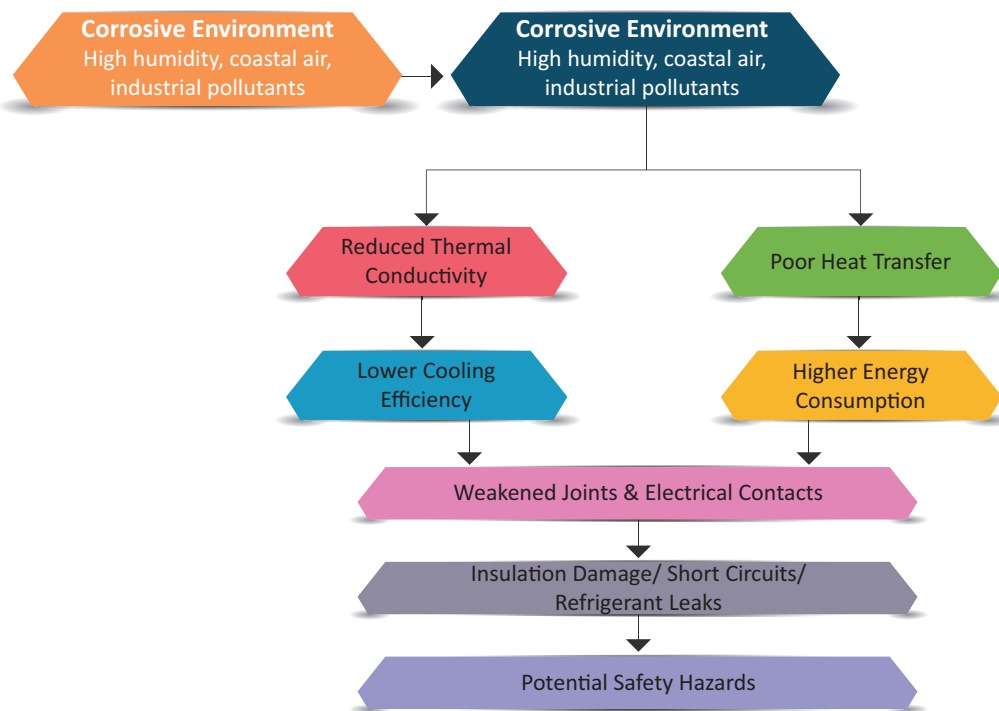 Corrosive Environment
High humidity, coastal air,
industrial pollutants
Corrosive Environment
High humidity, coastal air,
industrial pollutants
Reduced Thermal
Conductivity
Poor Heat Transfer
Lower Cooling
Efficiency
Higher Energy
Consumption
Weakened Joints & Electrical Contacts
Insulation Damage/ Short Circuits/
Refrigerant Leaks
Potential Safety Hazards